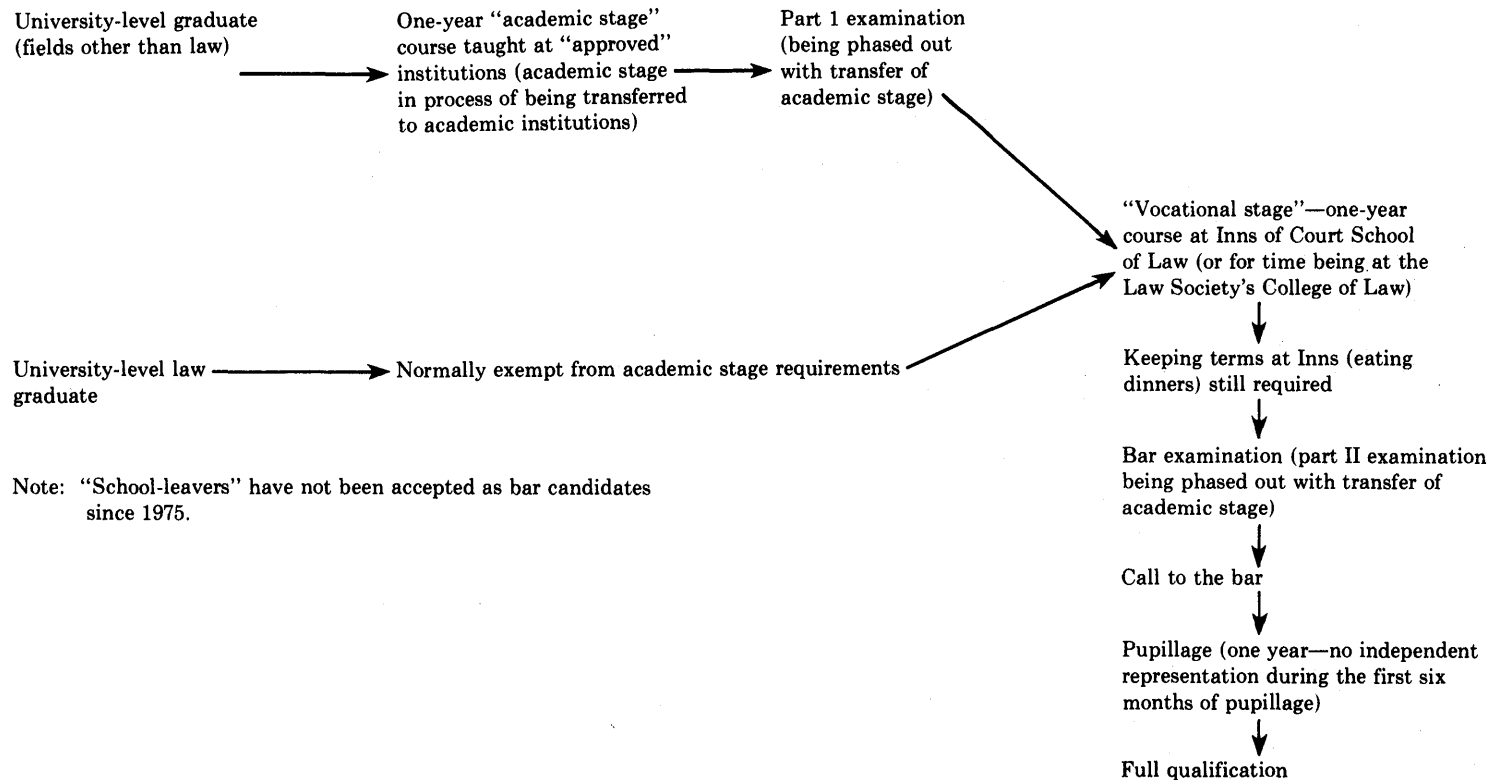 University-level graduate
(fields other than law)
One-year “academic stage”
course taught at “approved”
institutions (academic stage
in process of being transferred
to academic institutions)
Part 1 examination
(being phased out
with transfer of
academic stage)
“Vocational stage”—one-year
course at Inns of Court School
of Law (or for time being at the
Law Society’s College of Law)
University-level law
graduate
Normally exempt from academic stage requirements
Keeping terms at Inns (eating
dinners) still required
Bar examination (part II examination
being phased out with transfer of
academic stage)
Note: “School-leavers” have not been accepted as bar candidates
since 1975.
Call to the bar
Pupillage (one year—no independent
representation during the first six
months of pupillage)
Full qualification